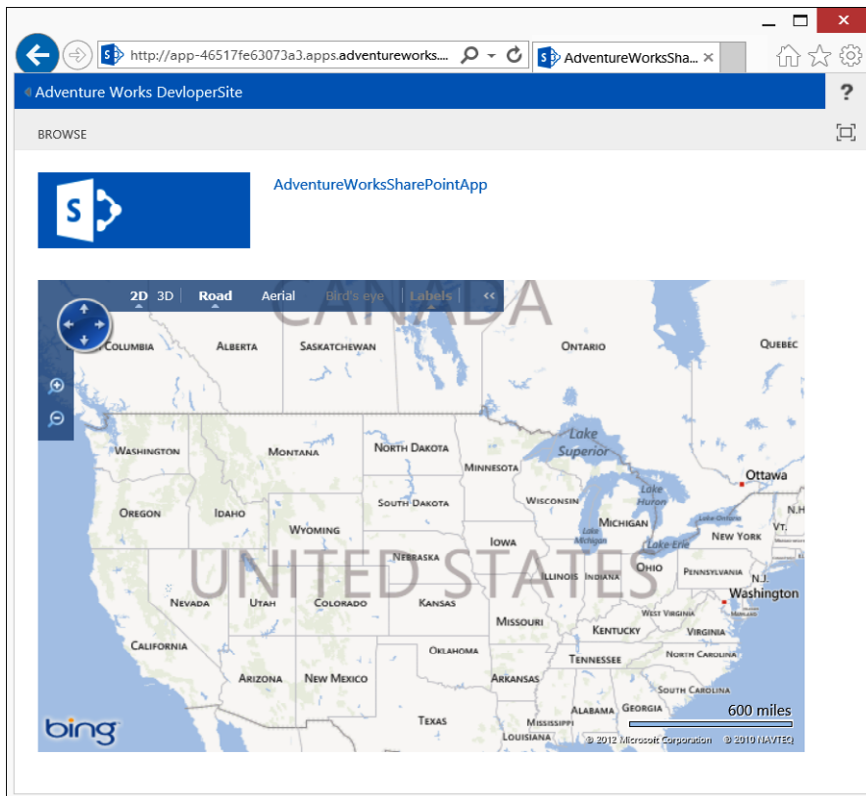 http://app-46517fe63073a3.apps.adventureworks....
AdventureWorksSha...
Adventure Works DevloperSite
?
BROWSE
S
AdventureWorksSharePointApp
2D 3D Road Aerial Bird's eye Labels <<
CANADA
COLUMBIA ALBERTA SASKATCHEWAN ONTARIO QUEBEC
WASHINGTON MONTANA NORTH DAKOTA MINNESOTA Lake Superior
Ottawa
OREGON IDAHO SOUTH DAKOTA WISCONSIN Lake Huron
WYOMING MICHIGAN Lake Ontario N.H
Lake Michigan VT.
NEW YORK
IOWA Lake Erie
NEBRASKA
UNITED STATES
ILLINOIS INDIANA OHIO PENNSYLVANIA N.J.
Washington
NEVADA UTAH COLORADO KANSAS
MISSOURI WEST VIRGINIA
KENTUCKY VIRGINIA
CALIFORNIA OKLAHOMA TENNESSEE NORTH CAROLINA
ARIZONA NEW MEXICO ARKANSAS
SOUTH CAROLINA
ALABAMA GEORGIA 600 miles
TEXAS MISSISSIPPI
bing LOUISIANA © 2012 Microsoft Corporation © 2010 NAVTEQ